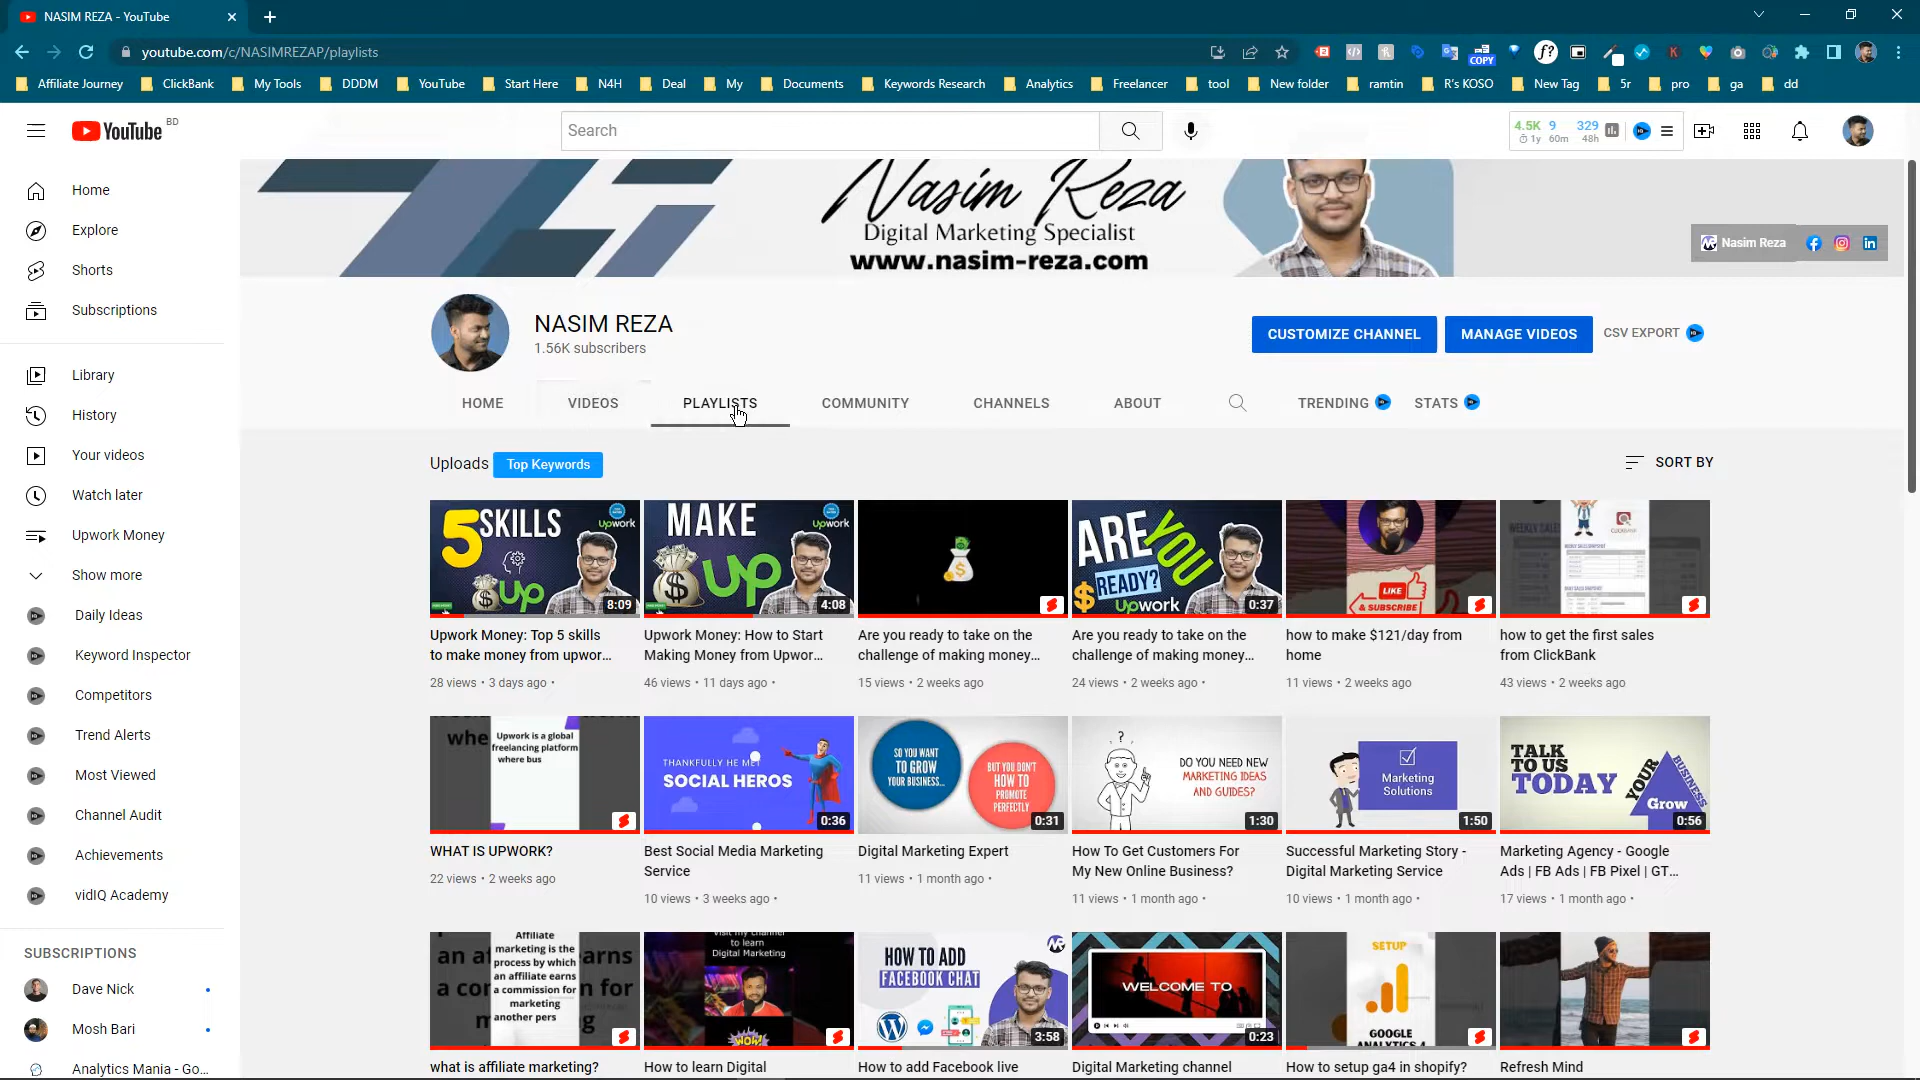 NASIM REZA - YouTube
youtube.com/c/NASIMREZAP/playlists
COPY
f?
Affiliate Journey
ClickBank
My Tools
DDDM
YouTube
Start Here
N4H
Deal
My
Documents
Keywords Research
Analytics
Freelancer
tool
New folder
ramtin
R's KOSO
New Tag
5r
pro
ga
dd
YouTube BD
Search
4.5K 9 329
1y 60m 48h
Home
Explore
Shorts
Subscriptions
Library
History
Your videos
Watch later
Upwork Money
Show more
Daily Ideas
Keyword Inspector
Competitors
Trend Alerts
Most Viewed
Channel Audit
Achievements
vidIQ Academy
SUBSCRIPTIONS
Dave Nick
Mosh Bari
Analytics Mania - Go...
Nasim Reza
Digital Marketing Specialist
www.nasim-reza.com
Nasim Reza
NASIM REZA
1.56K subscribers
CUSTOMIZE CHANNEL
MANAGE VIDEOS
CSV EXPORT
HOME
VIDEOS
PLAYLISTS
COMMUNITY
CHANNELS
ABOUT
TRENDING
STATS
Uploads
Top Keywords
SORT BY
5 SKILLS
upwork
UP
8:09
Upwork Money: Top 5 skills
to make money from upwor...
28 views • 3 days ago •
MAKE
upwork
UP
4:08
Upwork Money: How to Start
Making Money from Upwor...
46 views • 11 days ago •
Are you ready to take on the
challenge of making money...
15 views • 2 weeks ago
ARE YOU
READY?
Upwork
0:37
Are you ready to take on the
challenge of making money...
24 views • 2 weeks ago •
LIKE
& SUBSCRIBE
how to make $121/day from
home
11 views • 2 weeks ago
CLICKBANK
how to get the first sales
from ClickBank
43 views • 2 weeks ago
Upwork is a global
freelancing platform
where bus
WHAT IS UPWORK?
22 views • 2 weeks ago
THANKFULLY HE MET
SOCIAL HEROS
0:36
Best Social Media Marketing
Service
10 views • 3 weeks ago •
SO YOU WANT
TO GROW
YOUR BUSINESS...
BUT YOU DON'T
HOW TO
PROMOTE
PERFECTLY
0:31
Digital Marketing Expert
11 views • 1 month ago •
?
DO YOU NEED NEW
MARKETING IDEAS
AND GUIDES?
1:30
How To Get Customers For
My New Online Business?
11 views • 1 month ago •
Marketing
Solutions
1:50
Successful Marketing Story -
Digital Marketing Service
10 views • 1 month ago •
TALK
TO US
TODAY
YOUR
BUSINESS
Grow
0:56
Marketing Agency - Google
Ads | FB Ads | FB Pixel | GT...
17 views • 1 month ago •
Affiliate
marketing is the
process by which
an affiliate earns
a commission for
marketing
another pers
what is affiliate marketing?
Visit my channel
to learn
Digital Marketing
WOW!
How to learn Digital
HOW TO ADD
FACEBOOK CHAT
3:58
How to add Facebook live
WELCOME TO
0:23
Digital Marketing channel
SETUP
GOOGLE
ANALYTICS 4
How to setup ga4 in shopify?
Refresh Mind